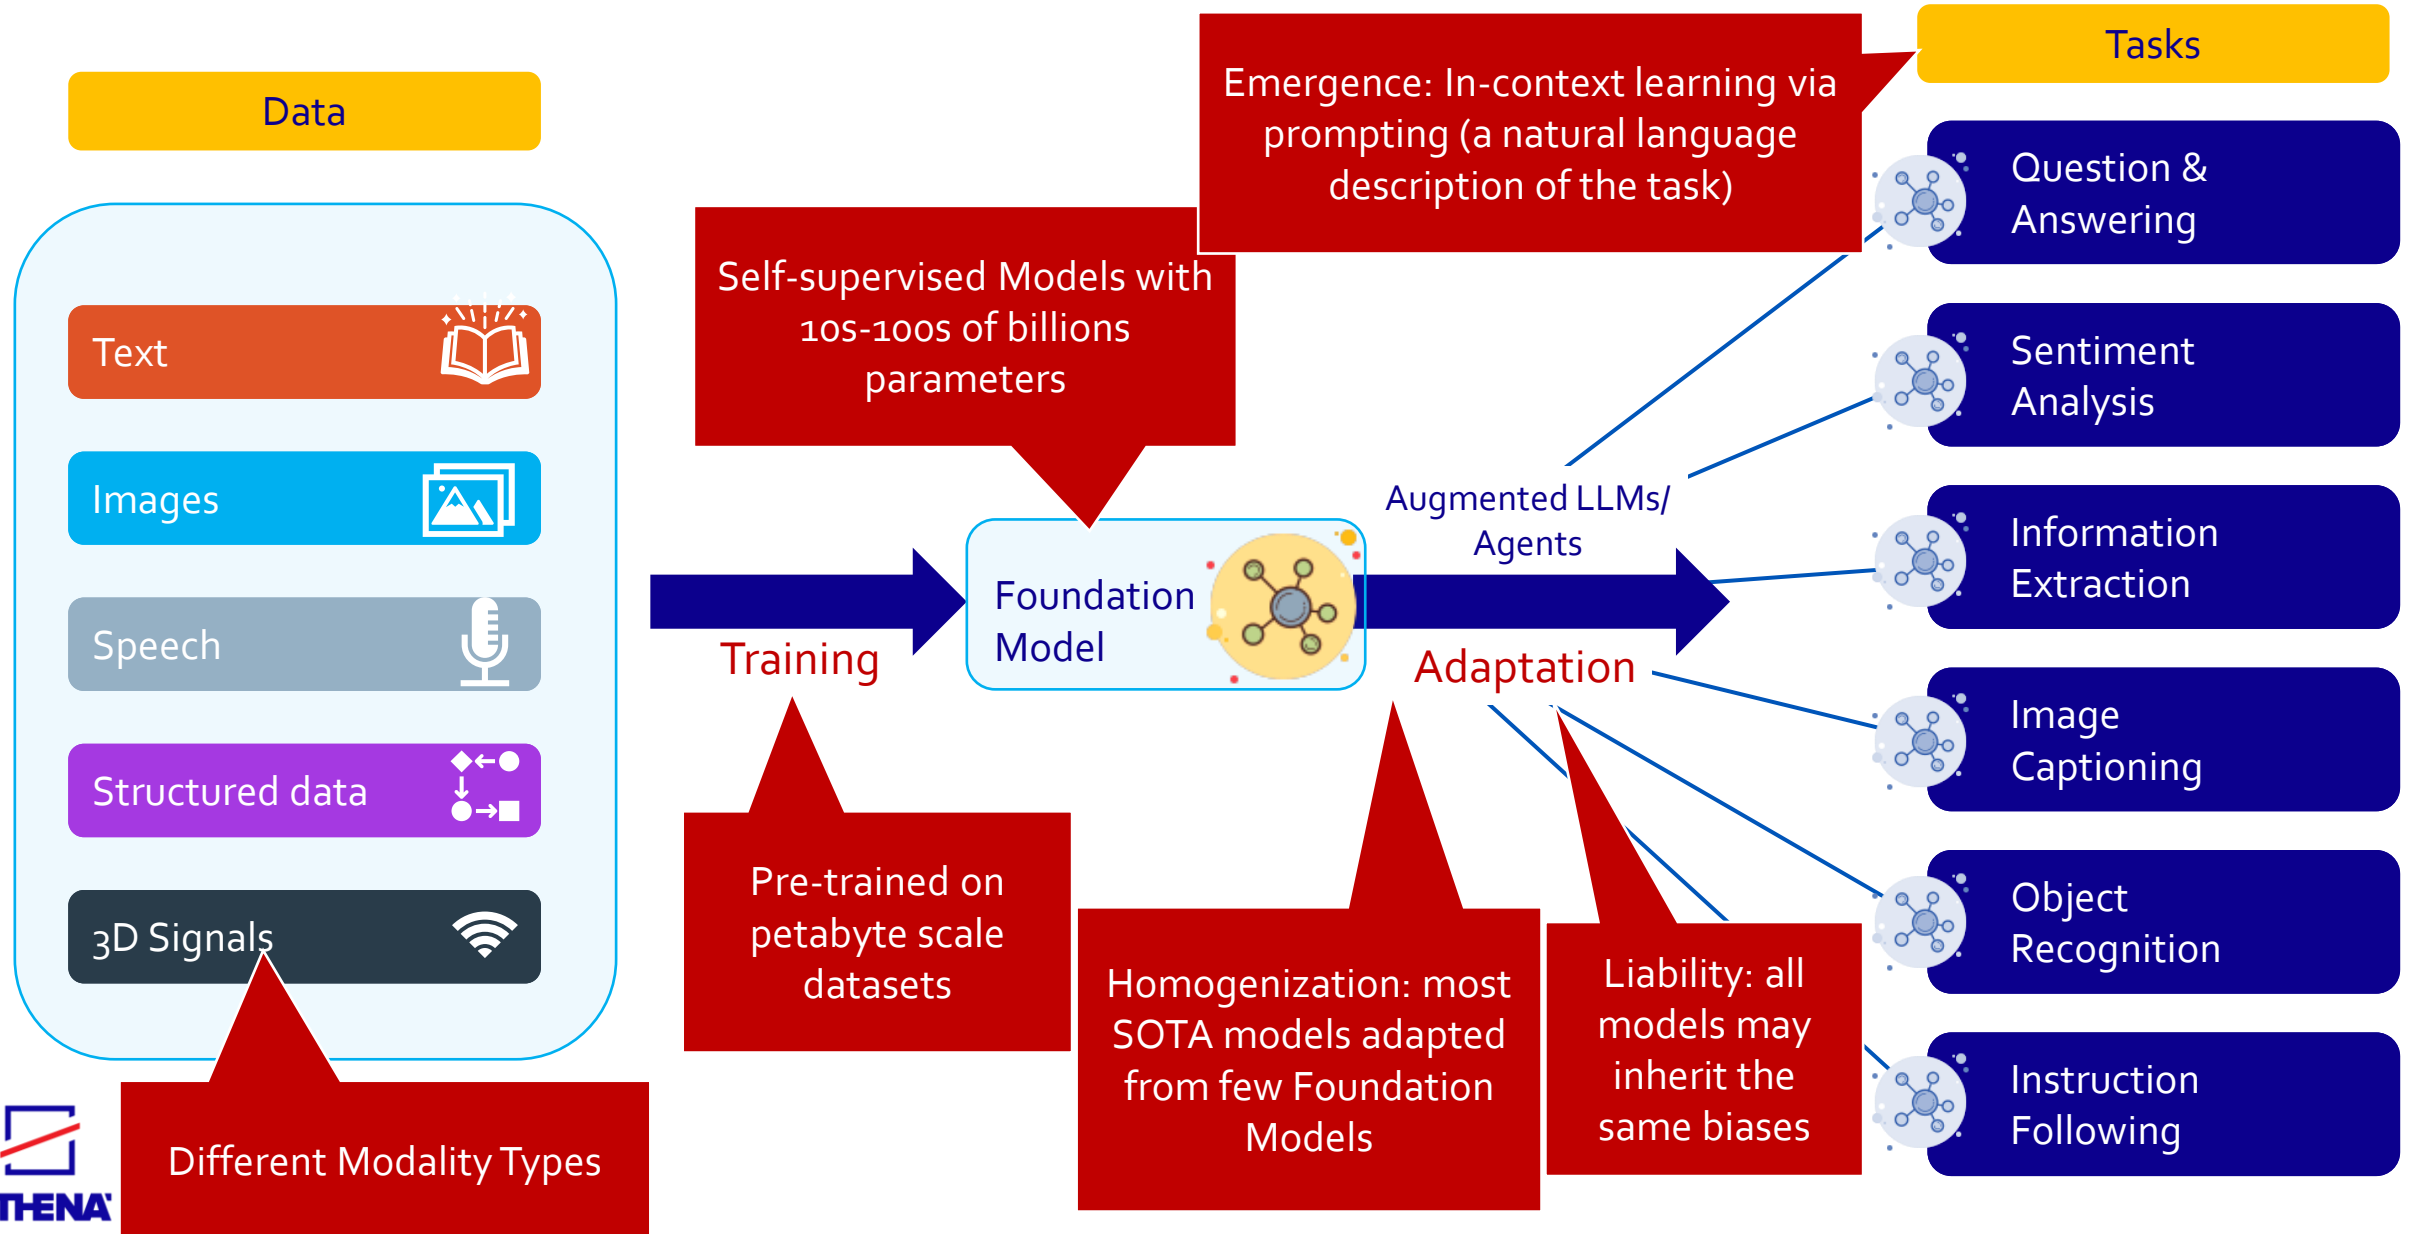 Data
Text
Images
Speech
Structured data
3D Signals
Different Modality Types
THENA
Training
Pre-trained on
petabyte scale
datasets
Self-supervised Models with
10s-100s of billions
parameters
Foundation
Model
Emergence: In-context learning via
prompting (a natural language
description of the task)
Augmented LLMs/
Agents
Adaptation
Homogenization: most
SOTA models adapted
from few Foundation
Models
Liability: all
models may
inherit the
same biases
Tasks
Question &
Answering
Sentiment
Analysis
Information
Extraction
Image
Captioning
Object
Recognition
Instruction
Following